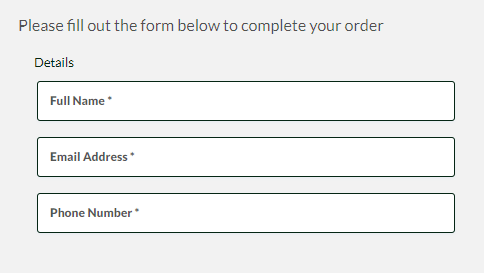 Please fill out the form below to complete your order
Details
Full Name *
Email Address *
Phone Number *